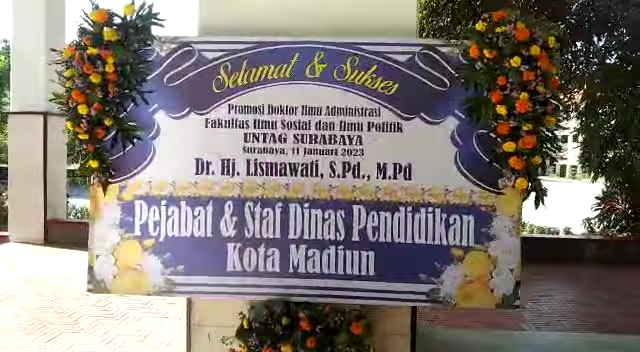 Selamat & Sukses
Promosi Doktor Ilmu Administrasi
Fakultas Ilmu Sosial dan Ilmu Politik
UNTAG SURABAYA
Surabaya, 11 Januari 2023
Dr. Hj. Lismawati, S.Pd., M.Pd
Pejabat & Staf Dinas Pendidikan
Kota Madiun